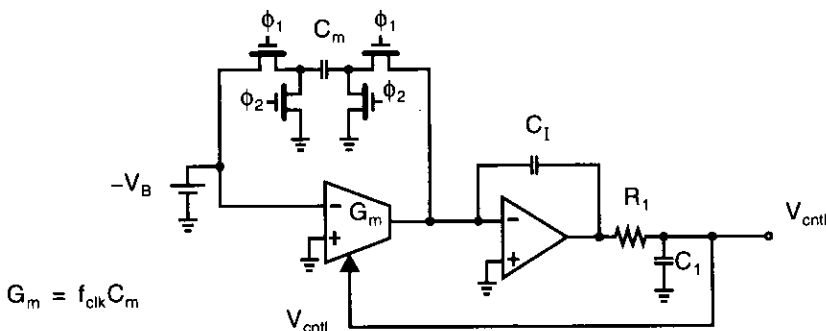 ϕ1
Cm
ϕ1
ϕ2
ϕ2
CI
−VB
−
Gm
+
−
+
R1
Vcntl
C1
Gm = fclkCm
Vcntl